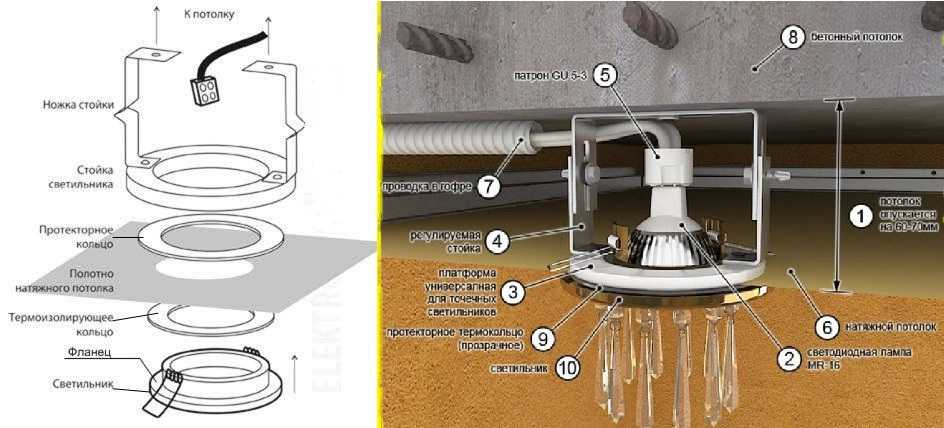 К потолку
Ножка стойки
Стойка
светильника
Протекторное
кольцо
Полотно
натяжного потолка
Термоизолирующее
кольцо
Фланец
Светильник
8 бетонный потолок
патрон GU 5-3 5
7
проводка в гофре
1 потолок
опускается
на 60-70мм
регулируемая
стойка
4
платформа
универсалная
для точечных
светильников
3
протекторное термокольцо
(прозрачное)
9
светильник 10
6 натяжной потолок
2 светодиодная лампа
MR-16